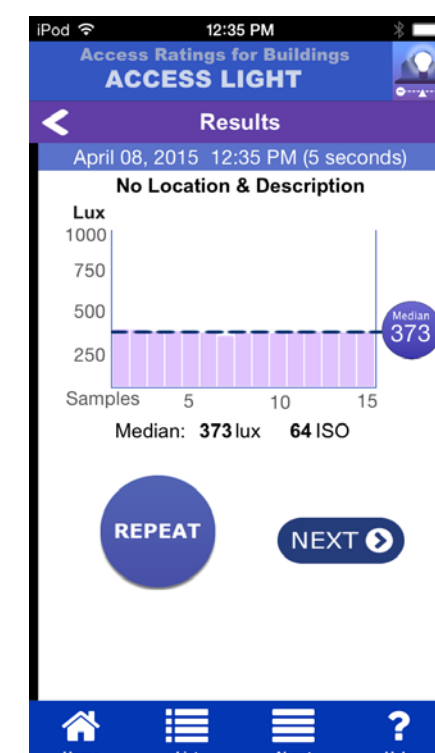 iPod 12:35 PM
Access Ratings for Buildings
ACCESS LIGHT
Results
April 08, 2015 12:35 PM (5 seconds)
No Location & Description
Lux
1000
750
500
Median
373
250
Samples 5 10 15
Median: 373 lux 64 ISO
REPEAT
NEXT
?